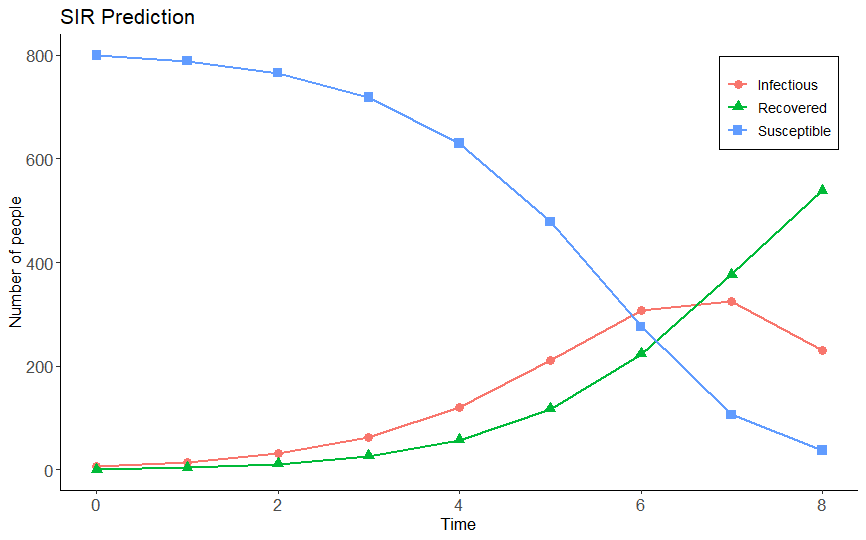 SIR Prediction
800
600
400
200
0
Number of people
Infectious
Recovered
Susceptible
0 2 4 6 8
Time